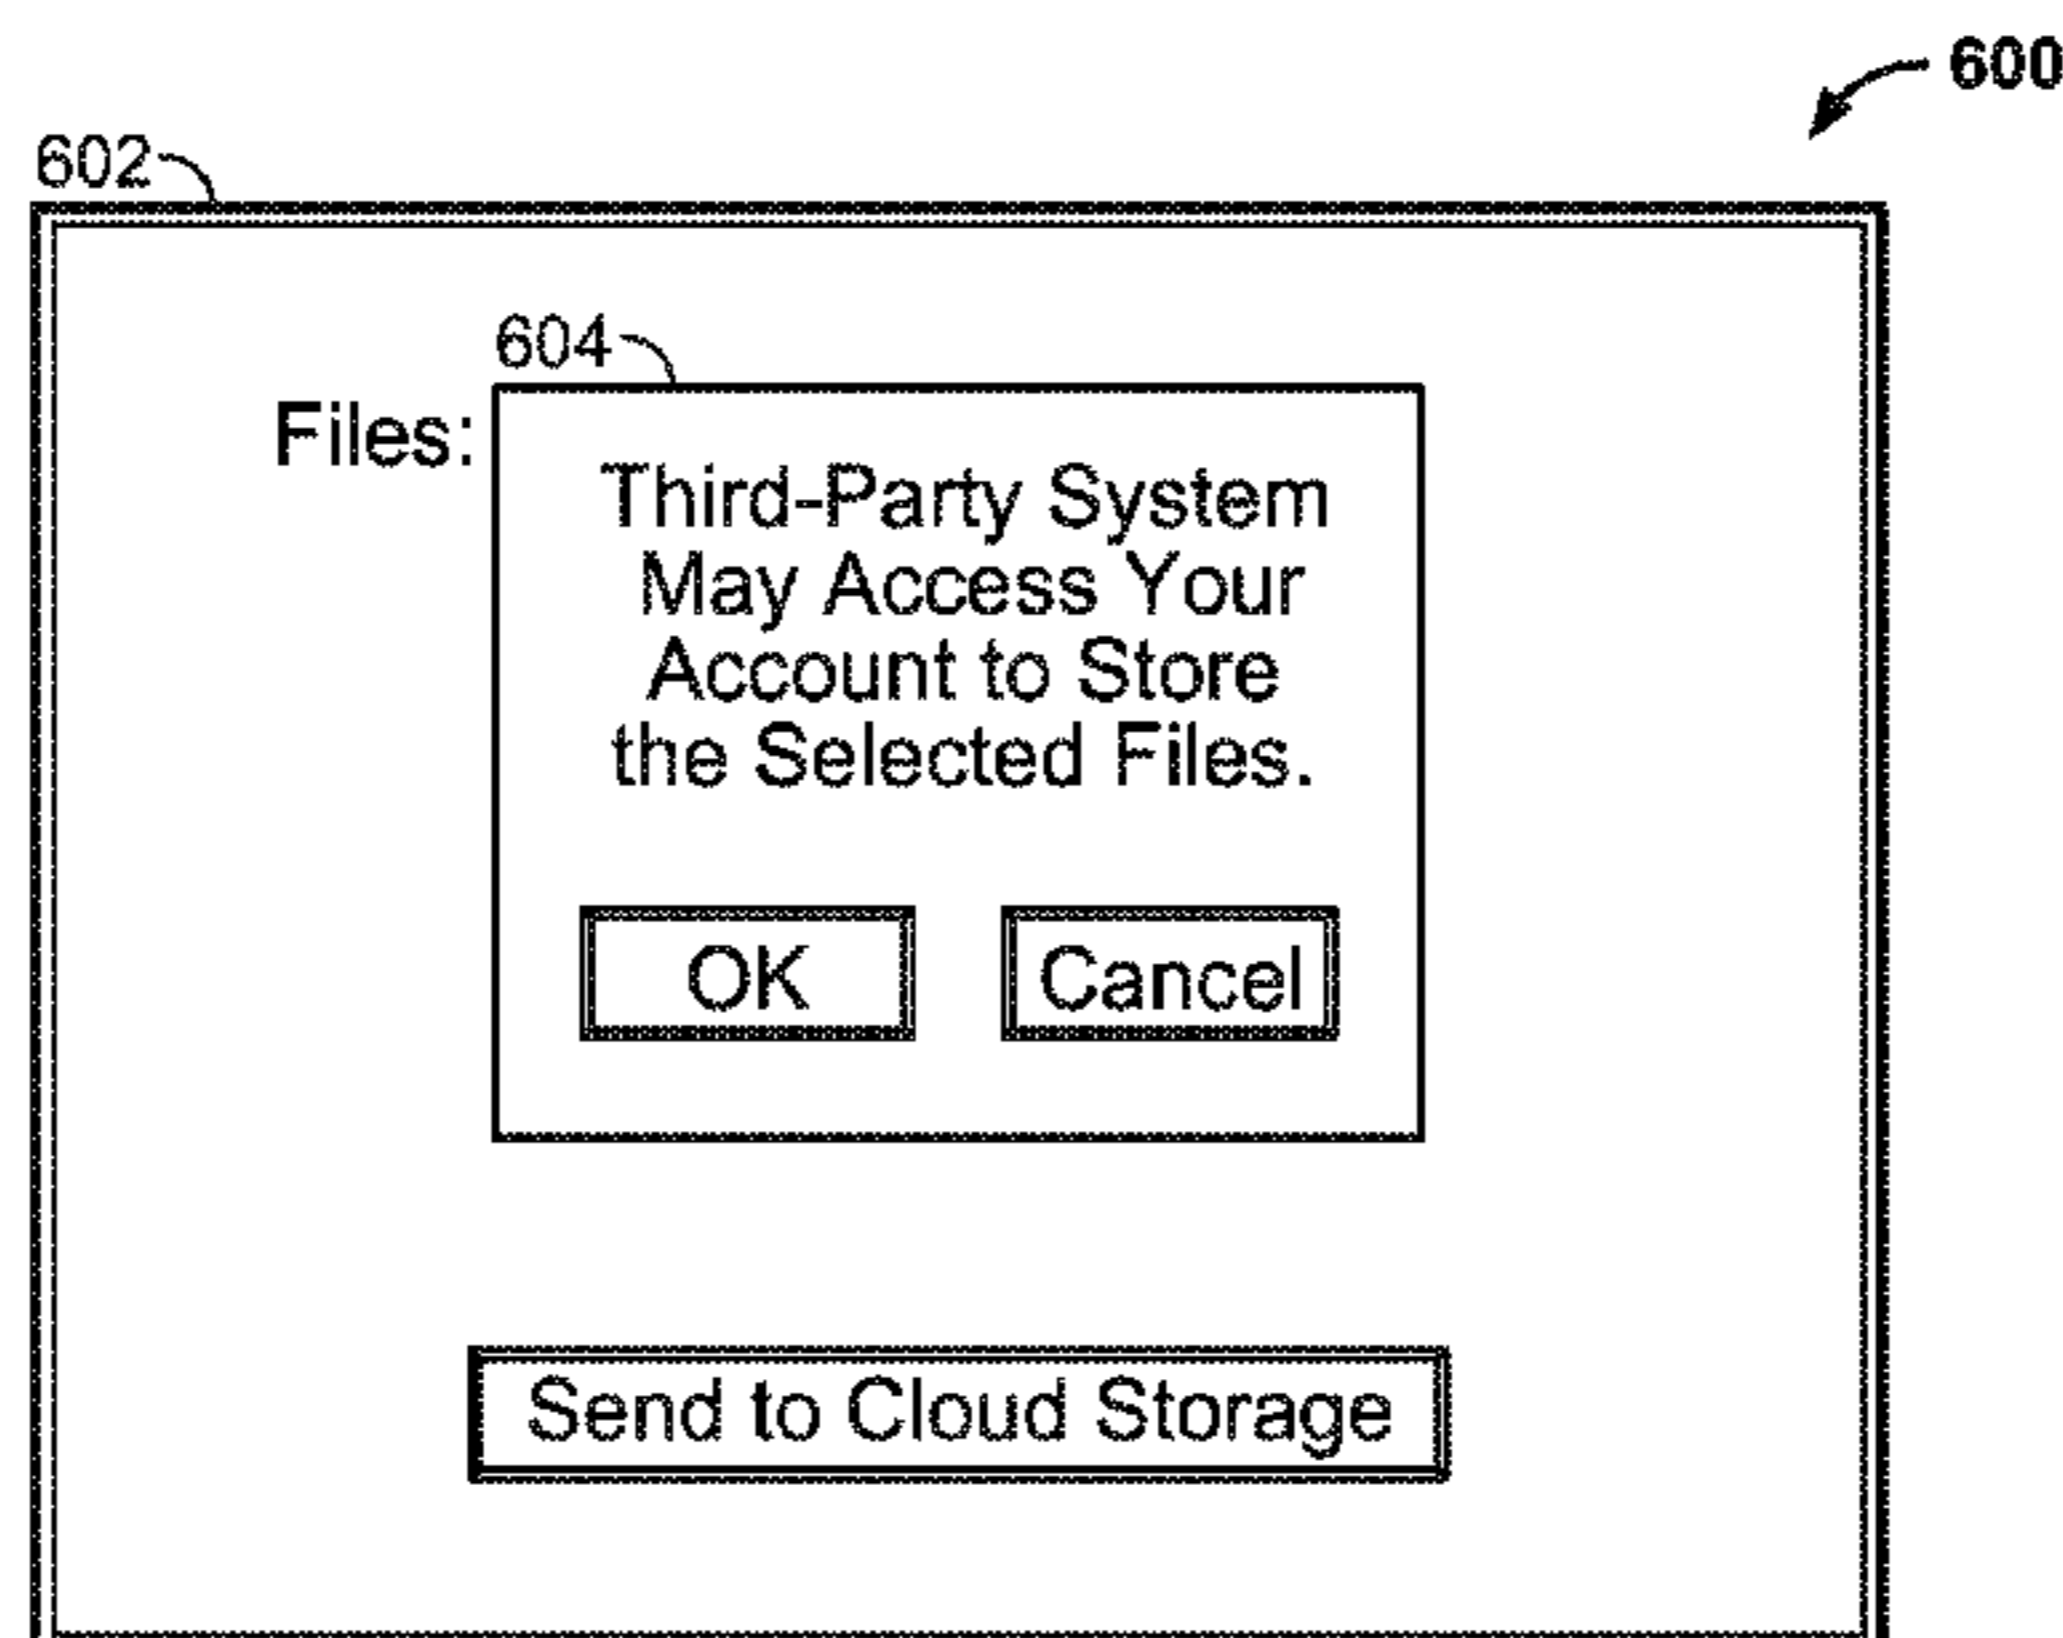 600
602
604
Files:
Third-Party System
May Access Your
Account to Store
the Selected Files.
OK Cancel
Send to Cloud Storage